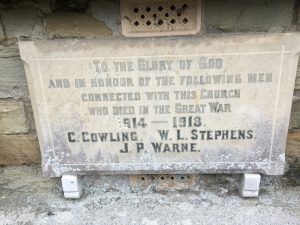 To the Glory of God
and in honour of the following men
connected with this Church
who died in the Great War
1914 — 1918.
C. Cowling. W. L. Stephens.
J. P. Warne.